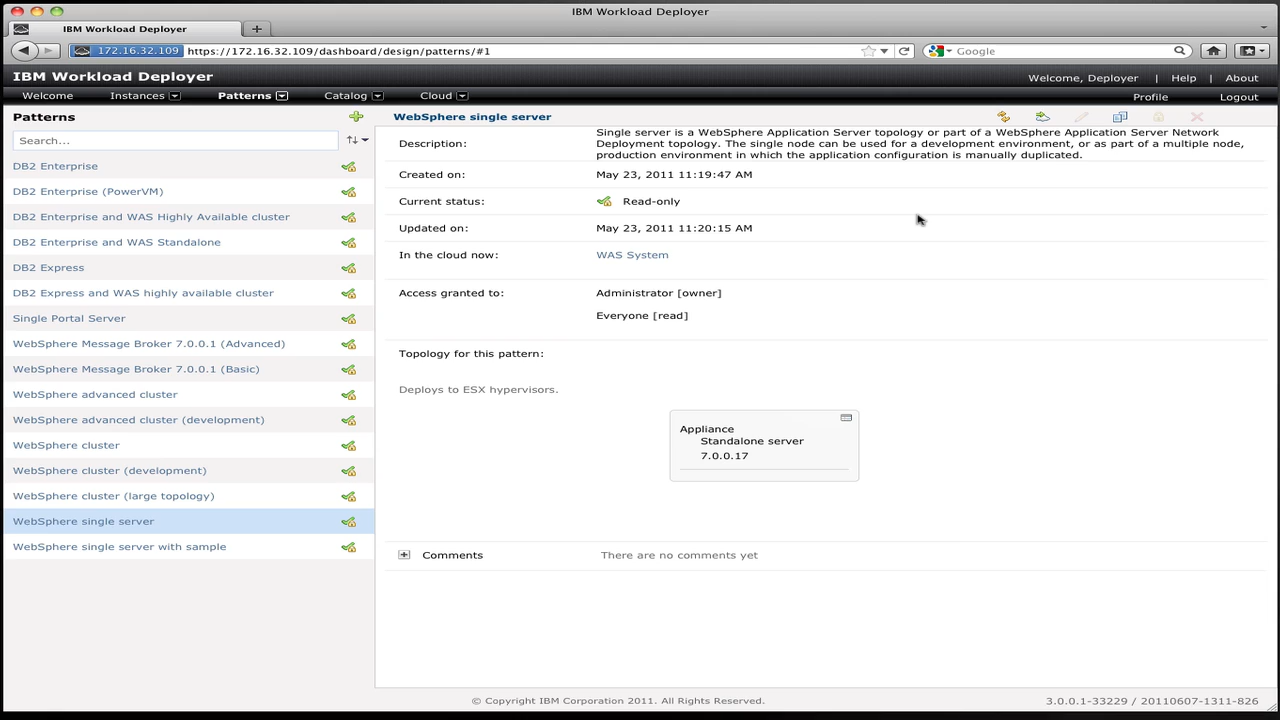 IBM Workload Deployer
IBM Workload Deployer
172.16.32.109 https://172.16.32.109/dashboard/design/patterns/#1
Google
IBM Workload Deployer
Welcome, Deployer | Help | About
Welcome Instances Patterns Catalog Cloud
Profile Logout
Patterns
Search...
DB2 Enterprise
DB2 Enterprise (PowerVM)
DB2 Enterprise and WAS Highly Available cluster
DB2 Enterprise and WAS Standalone
DB2 Express
DB2 Express and WAS highly available cluster
Single Portal Server
WebSphere Message Broker 7.0.0.1 (Advanced)
WebSphere Message Broker 7.0.0.1 (Basic)
WebSphere advanced cluster
WebSphere advanced cluster (development)
WebSphere cluster
WebSphere cluster (development)
WebSphere cluster (large topology)
WebSphere single server
WebSphere single server with sample
WebSphere single server
Description:
Single server is a WebSphere Application Server topology or part of a WebSphere Application Server Network
Deployment topology. The single node can be used for a development environment, or as part of a multiple node,
production environment in which the application configuration is manually duplicated.
Created on: May 23, 2011 11:19:47 AM
Current status: Read-only
Updated on: May 23, 2011 11:20:15 AM
In the cloud now: WAS System
Access granted to: Administrator [owner]
Everyone [read]
Topology for this pattern:
Deploys to ESX hypervisors.
Appliance
Standalone server
7.0.0.17
Comments There are no comments yet
© Copyright IBM Corporation 2011. All Rights Reserved.
3.0.0.1-33229 / 20110607-1311-826